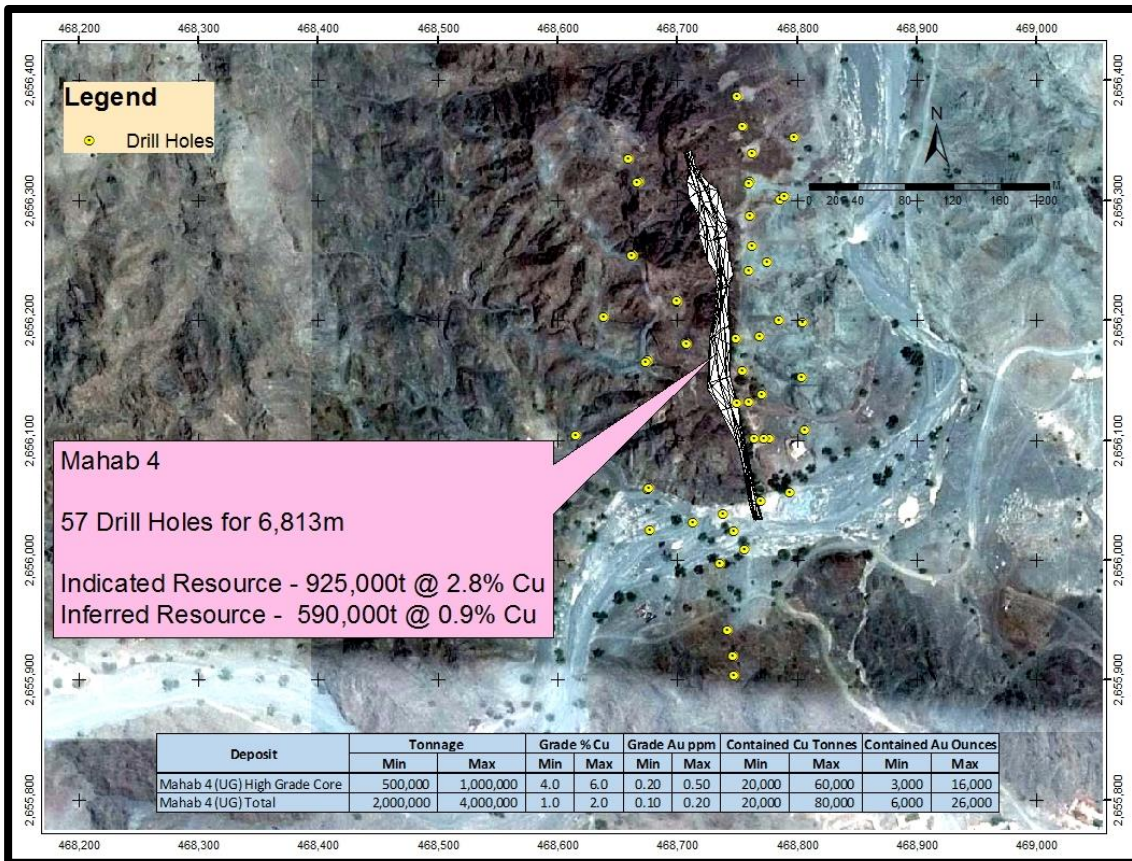 468,200 468,300 468,400 468,500 468,600 468,700 468,800 468,900 469,000
2,656,400 2,656,400
Legend
Drill Holes
N
M
0 20 40 80 120 160 200
2,656,300 2,656,300
2,656,200 2,656,200
2,656,100 2,656,100
Mahab 4
57 Drill Holes for 6,813m
Indicated Resource - 925,000t @ 2.8% Cu
Inferred Resource - 590,000t @ 0.9% Cu
2,656,000 2,656,000
2,655,900 2,655,900
Deposit Tonnage Grade % Cu Grade Au ppm Contained Cu Tonnes Contained Au Ounces
Min Max Min Max Min Max Min Max Min Max
Mahab 4 (UG) High Grade Core 500,000 1,000,000 4.0 6.0 0.20 0.50 20,000 60,000 3,000 16,000
Mahab 4 (UG) Total 2,000,000 4,000,000 1.0 2.0 0.10 0.20 20,000 80,000 6,000 26,000
2,655,800 2,655,800
468,200 468,300 468,400 468,500 468,600 468,700 468,800 468,900 469,000